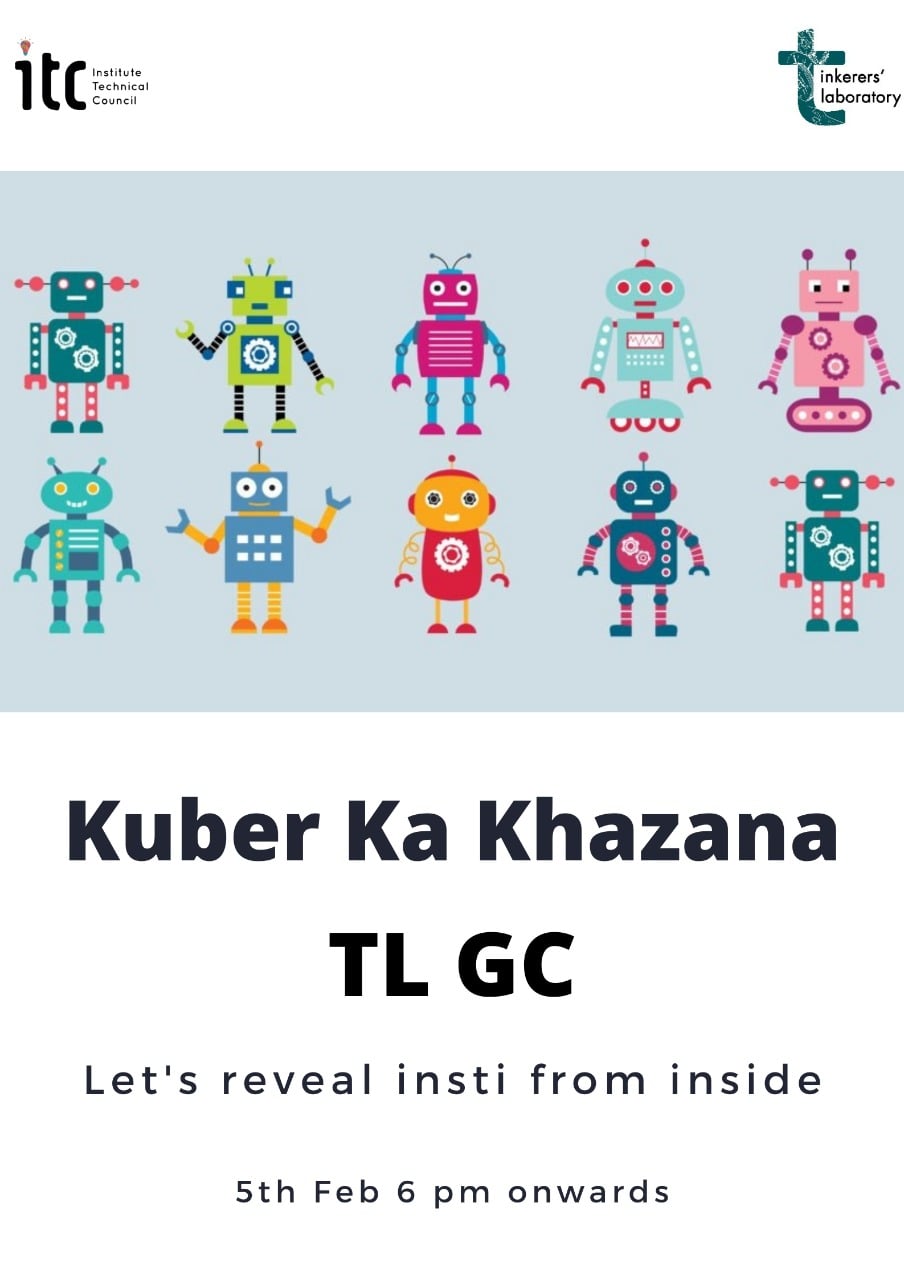 itc
Institute
Technical
Council
tinkerers'
laboratory
Kuber Ka Khazana
TL GC
Let's reveal insti from inside
5th Feb 6 pm onwards